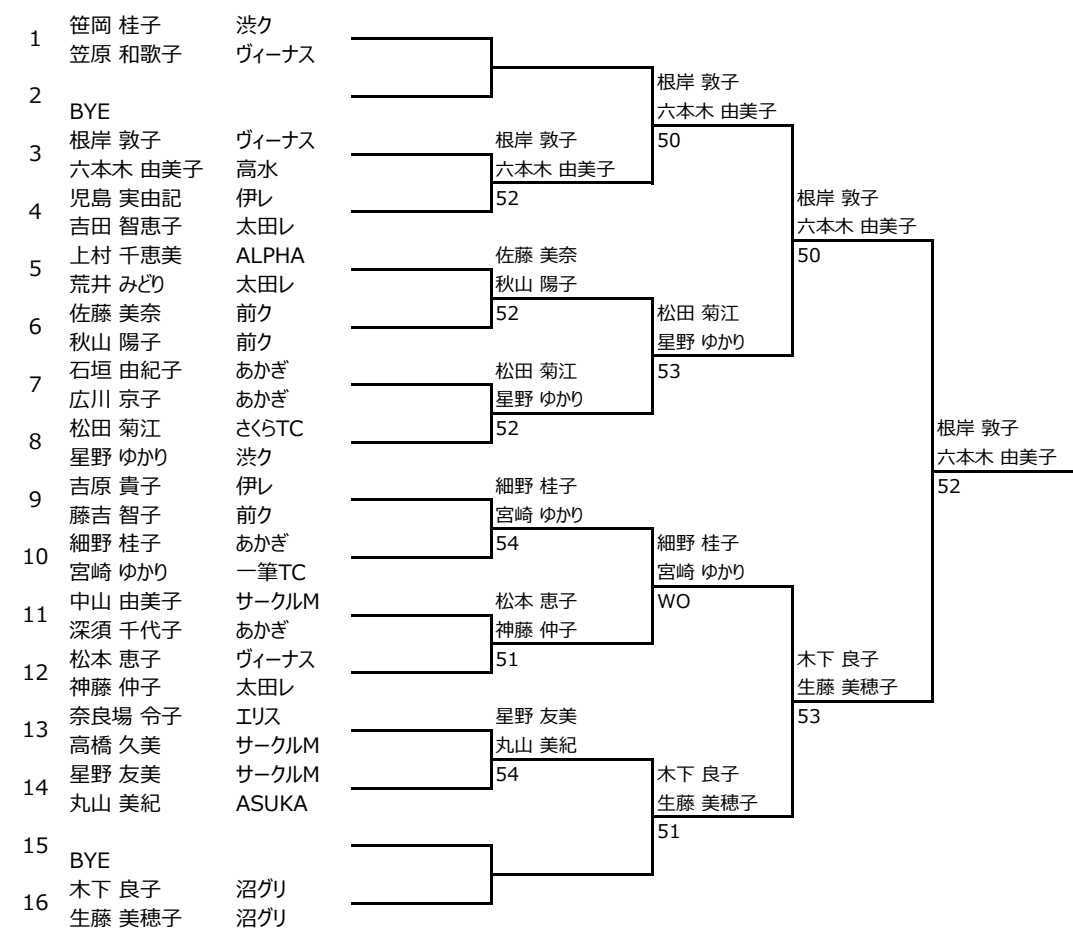 1 笹岡 桂子 渋ク
笠原 和歌子 ヴィーナス
2
BYE
3 根岸 敦子 ヴィーナス
六本木 由美子 高水
4 児島 実由記 伊レ
吉田 智恵子 太田レ
5 上村 千恵美 ALPHA
荒井 みどり 太田レ
6 佐藤 美奈 前ク
秋山 陽子 前ク
7 石垣 由紀子 あかぎ
広川 京子 あかぎ
8 松田 菊江 さくらTC
星野 ゆかり 渋ク
9 吉原 貴子 伊レ
藤吉 智子 前ク
10 細野 桂子 あかぎ
宮崎 ゆかり 一筆TC
11 中山 由美子 サークルM
深須 千代子 あかぎ
12 松本 恵子 ヴィーナス
神藤 仲子 太田レ
13 奈良場 令子 エリス
高橋 久美 サークルM
14 星野 友美 サークルM
丸山 美紀 ASUKA
15
BYE
16 木下 良子 沼グリ
生藤 美穂子 沼グリ
根岸 敦子
六本木 由美子
52
佐藤 美奈
秋山 陽子
52
松田 菊江
星野 ゆかり
52
細野 桂子
宮崎 ゆかり
54
松本 恵子
神藤 仲子
51
星野 友美
丸山 美紀
54
根岸 敦子
六本木 由美子
50
松田 菊江
星野 ゆかり
53
細野 桂子
宮崎 ゆかり
WO
木下 良子
生藤 美穂子
51
根岸 敦子
六本木 由美子
50
木下 良子
生藤 美穂子
53
根岸 敦子
六本木 由美子
52